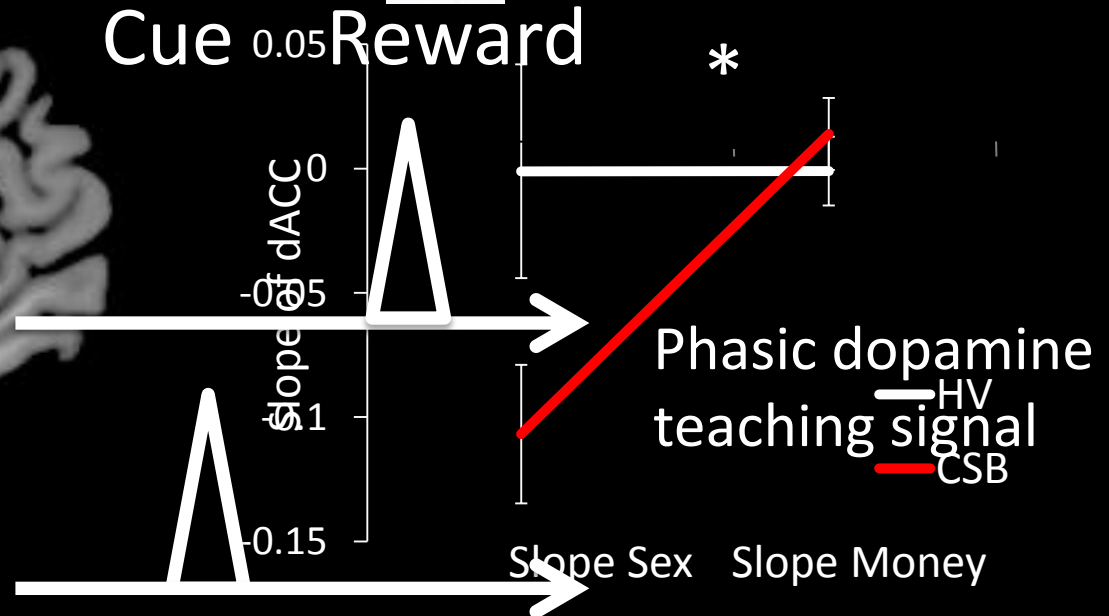 Cue Reward
*
0.05
0
-0.05
-0.1
-0.15
Slope of dACC
Phasic dopamine
teaching signal
HV
CSB
Slope Sex Slope Money